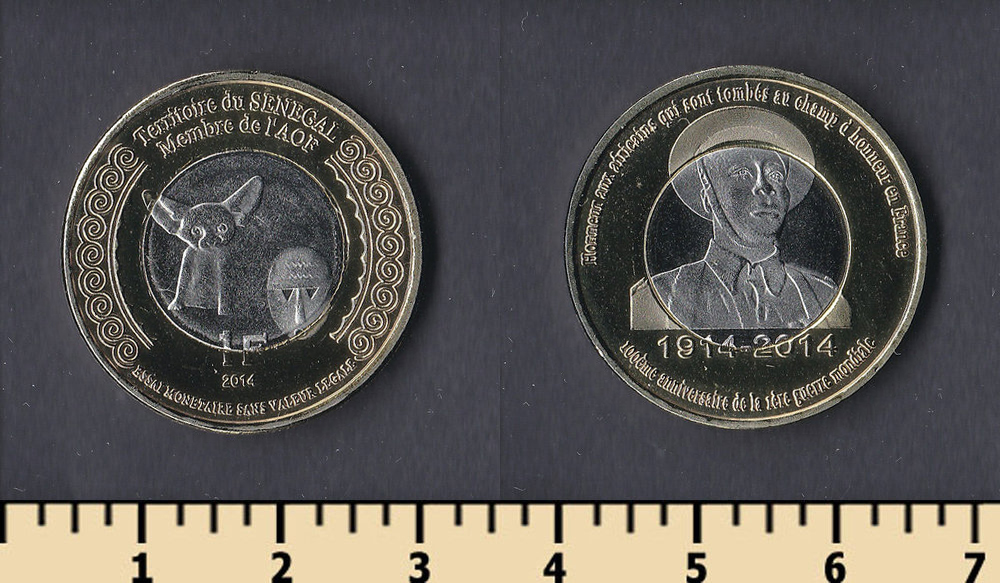 Territoire du SENEGAL
Membre de l'AOF
1F
2014
ESSAI MONETAIRE SANS VALEUR LEGALE
Honneur aux africains qui sont tombés au champ d'honneur en France
1914-2014
100ème anniversaire de la 1ère guerre mondiale
1 2 3 4 5 6 7